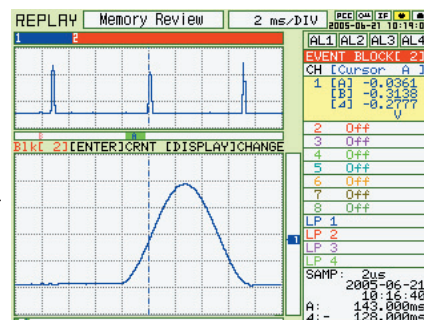 REPLAY Memory Review 2 ms/DIV
2005-06-21 10:19:0
1 2
AL1 AL2 AL3 AL4
EVENT BLOCK[ 2]
CH [Cursor A ]
1 [A] -0.0361
[B] -0.3138
[⊿] -0.2777
V
2 Off
3 Off
4 Off
5 Off
6 Off
7 Off
8 Off
LP 1
LP 2
LP 3
LP 4
SAMP: 2us
2005-06-21
10:16:40
A: 143.000ms
⊿:- 128.000ms
A
Blk[ 2][ENTER]CRNT [DISPLAY]CHANGE
1